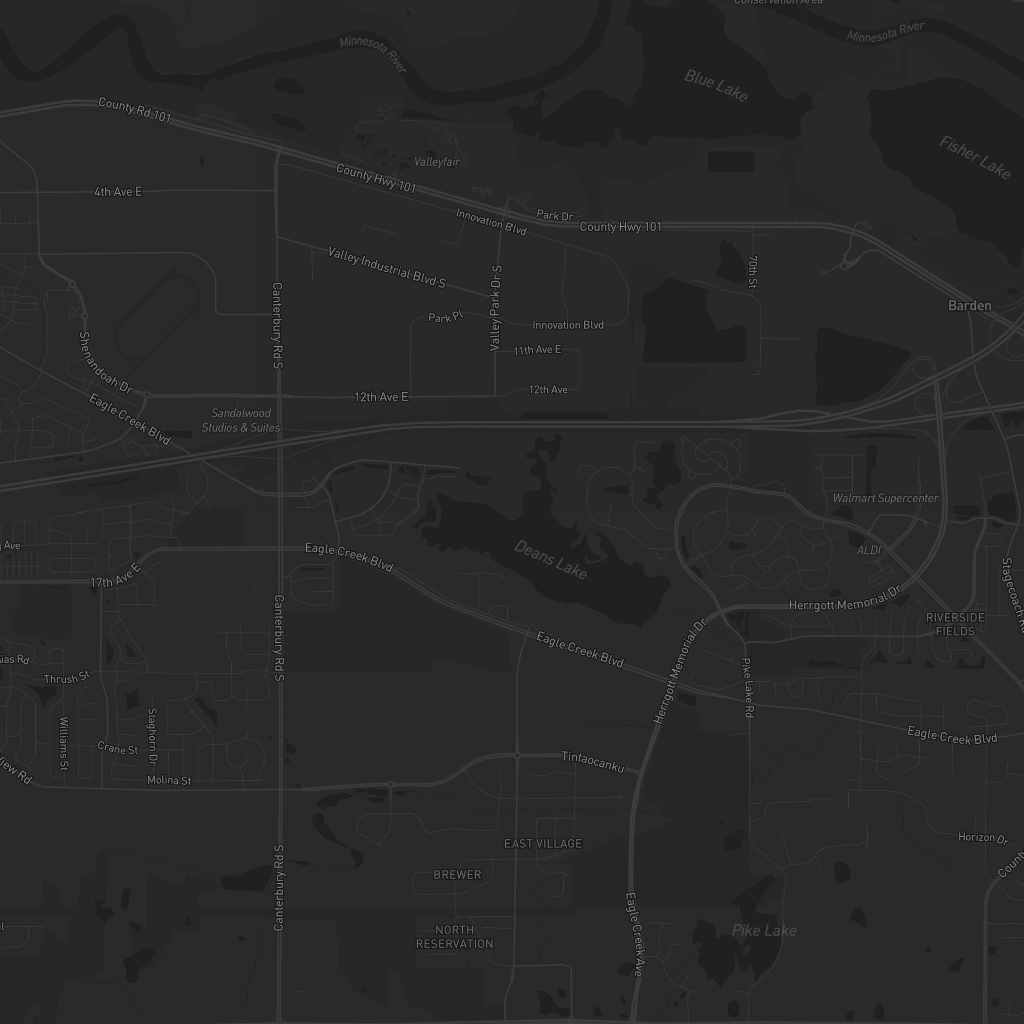 Conservation Area
Minnesota River
Minnesota River
Blue Lake
County Rd 101
Fisher Lake
Valleyfair
County Hwy 101
4th Ave E
Park Dr
Innovation Blvd
County Hwy 101
Valley Industrial Blvd S
70th St
Canterbury Rd S
Valley Park Dr S
Barden
Park Pl
Innovation Blvd
Shenandoah Dr
11th Ave E
12th Ave
12th Ave E
Eagle Creek Blvd
Sandalwood
Studios & Suites
Walmart Supercenter
Ave
Eagle Creek Blvd
Deans Lake
ALDI
17th Ave E
Stagecoach R
Herrgott Memorial Dr
Canterbury Rd S
RIVERSIDE
FIELDS
Eagle Creek Blvd
Herrgott Memorial Dr
ias Rd
Thrush St
Pike Lake Rd
Williams St
Staghorn Dr
Crane St
Eagle Creek Blvd
Tintaocanku
View Rd
Molina St
Horizon Dr
EAST VILLAGE
County
BREWER
Canterbury Rd S
Eagle Creek Ave
NORTH
RESERVATION
Pike Lake